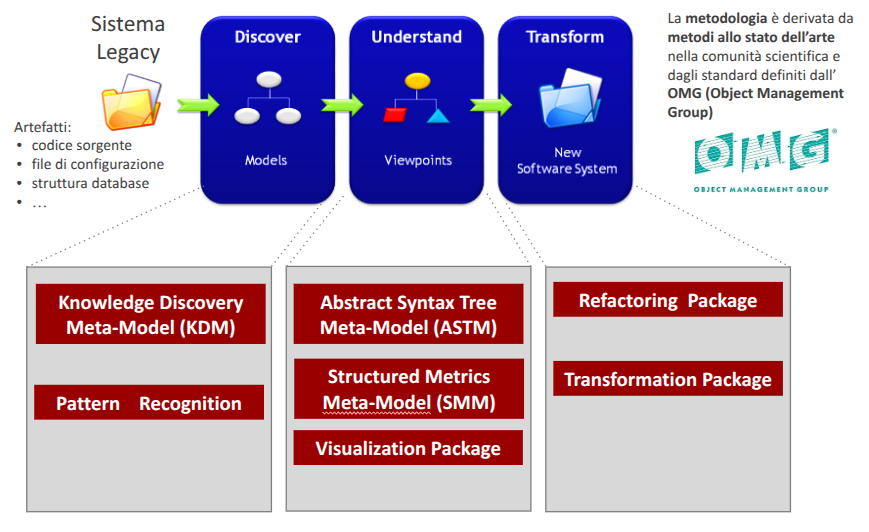 Sistema
Legacy
Artefatti:
• codice sorgente
• file di configurazione
• struttura database
• …
Discover
Models
Understand
Viewpoints
Transform
New
Software System
La metodologia è derivata da
metodi allo stato dell'arte
nella comunità scientifica e
dagli standard definiti dall'
OMG (Object Management
Group)
OMG®
OBJECT MANAGEMENT GROUP
Knowledge Discovery
Meta-Model (KDM)
Pattern Recognition
Abstract Syntax Tree
Meta-Model (ASTM)
Structured Metrics
Meta-Model (SMM)
Visualization Package
Refactoring Package
Transformation Package